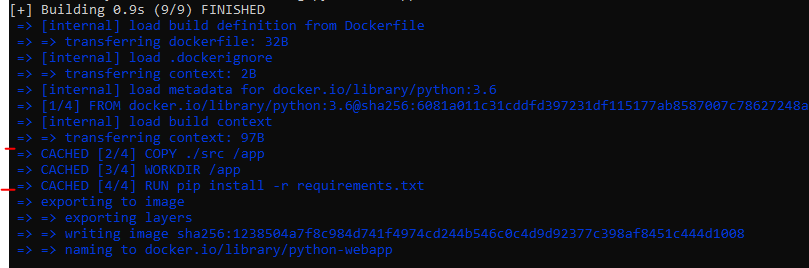 [+] Building 0.9s (9/9) FINISHED
=> [internal] load build definition from Dockerfile
=> => transferring dockerfile: 32B
=> [internal] load .dockerignore
=> => transferring context: 2B
=> [internal] load metadata for docker.io/library/python:3.6
=> [1/4] FROM docker.io/library/python:3.6@sha256:6081a011c31cddfd397231df115177ab8587007c78627248a
=> [internal] load build context
=> => transferring context: 97B
=> CACHED [2/4] COPY ./src /app
=> CACHED [3/4] WORKDIR /app
=> CACHED [4/4] RUN pip install -r requirements.txt
=> exporting to image
=> => exporting layers
=> => writing image sha256:1238504a7f8c984d741f4974cd244b546c0c4d9d92377c398af8451c444d1008
=> => naming to docker.io/library/python-webapp